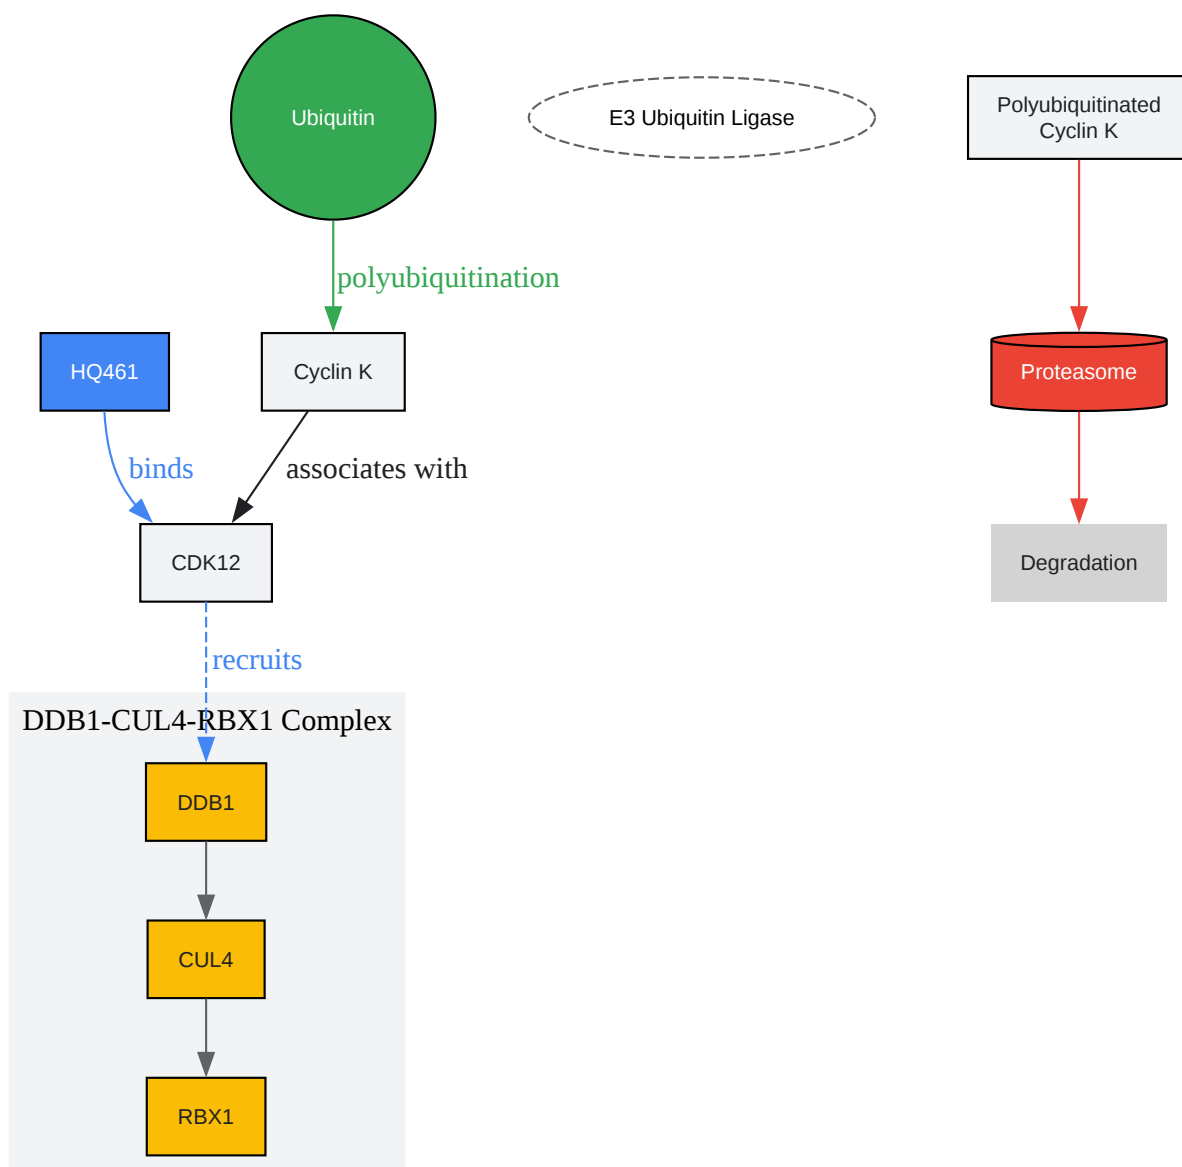 Ubiquitin
E3 Ubiquitin Ligase
Polyubiquitinated
Cyclin K
polyubiquitination
HQ461
Cyclin K
Proteasome
binds
associates with
CDK12
Degradation
recruits
DDB1-CUL4-RBX1 Complex
DDB1
CUL4
RBX1